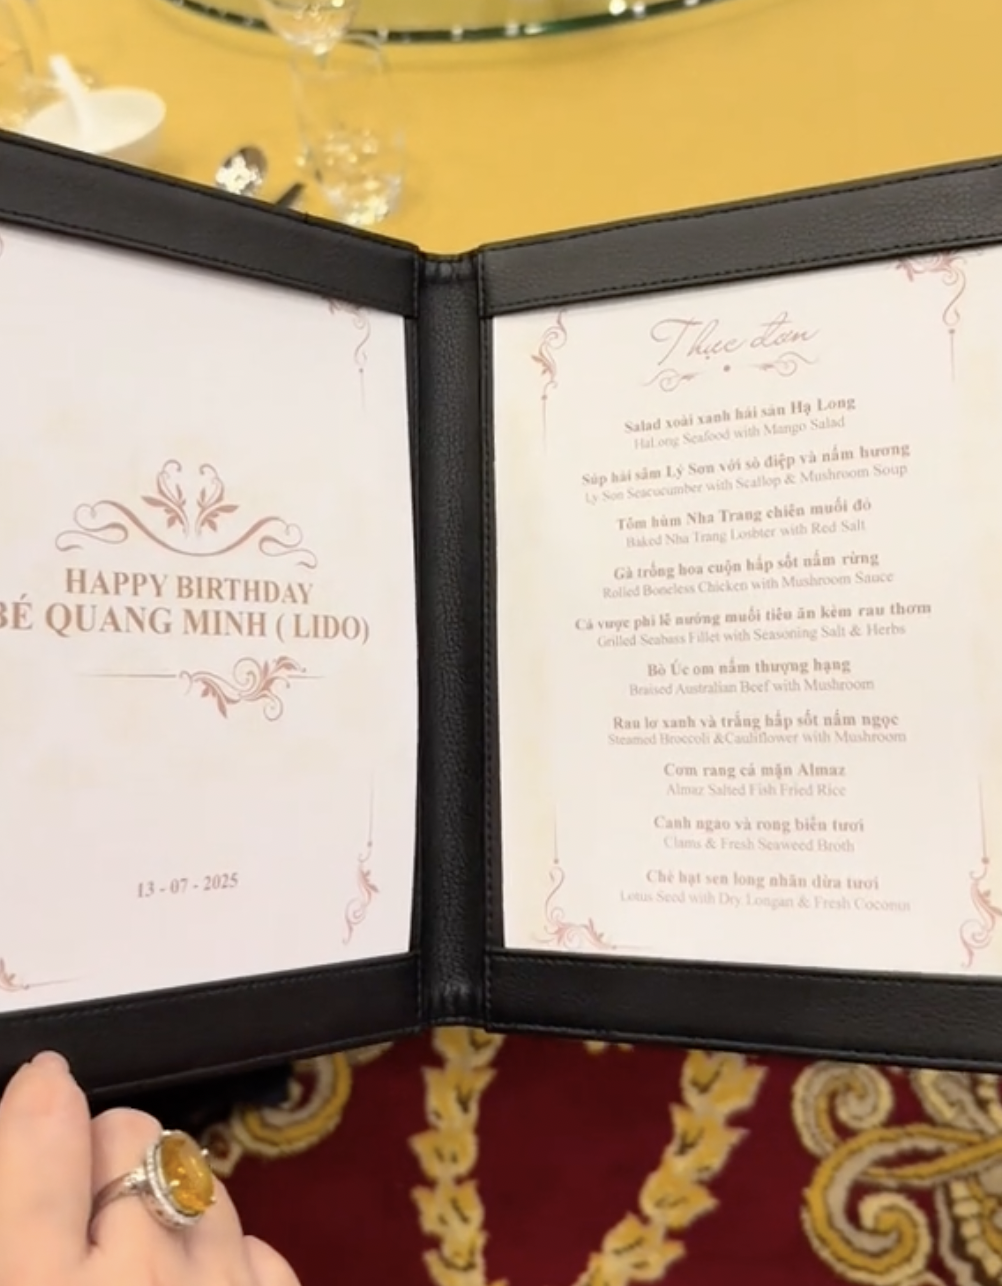 HAPPY BIRTHDAY
BÉ QUANG MINH ( LIDO)
13 - 07 - 2025
Thực đơn
Salad xoài xanh hải sản Hạ Long
HaLong Seafood with Mango Salad
Súp hải sâm Lý Sơn với sò điệp và nấm hương
Ly Son Seacucumber with Scallop & Mushroom Soup
Tôm hùm Nha Trang chiên muối đỏ
Baked Nha Trang Losbter with Red Salt
Gà trống hoa cuộn hấp sốt nấm rừng
Rolled Boneless Chicken with Mushroom Sauce
Cá vược phi lê nướng muối tiêu ăn kèm rau thơm
Grilled Seabass Fillet with Seasoning Salt & Herbs
Bò Úc om nấm thượng hạng
Braised Australian Beef with Mushroom
Rau lơ xanh và trắng hấp sốt nấm ngọc
Steamed Broccoli &Cauliflower with Mushroom
Cơm rang cá mặn Almaz
Almaz Salted Fish Fried Rice
Canh ngao và rong biển tươi
Clams & Fresh Seaweed Broth
Chè hạt sen long nhãn dừa tươi
Lotus Seed with Dry Longan & Fresh Coconut